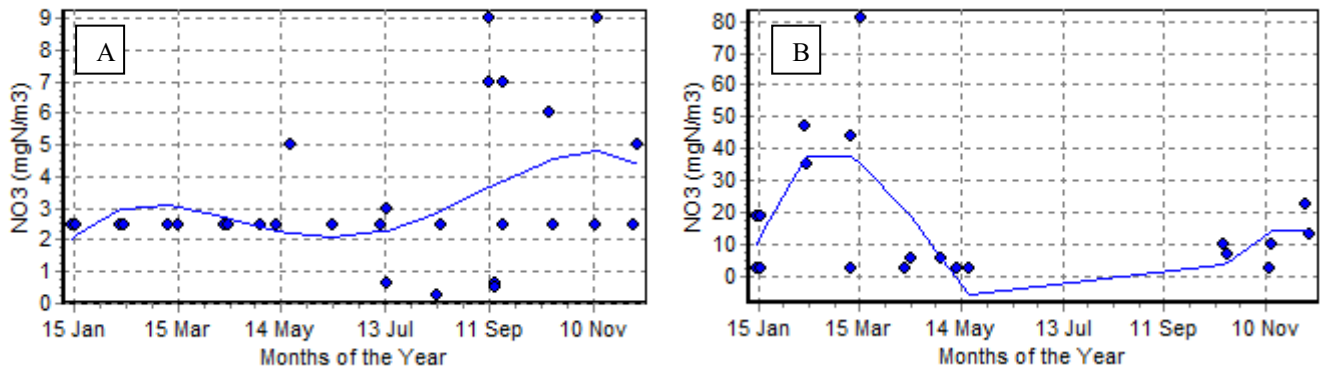 A
NO3 (mgN/m3)
9
8
7
6
5
4
3
2
1
0
15 Jan 15 Mar 14 May 13 Jul 11 Sep 10 Nov
Months of the Year
B
NO3 (mgN/m3)
80
70
60
50
40
30
20
10
0
15 Jan 15 Mar 14 May 13 Jul 11 Sep 10 Nov
Months of the Year